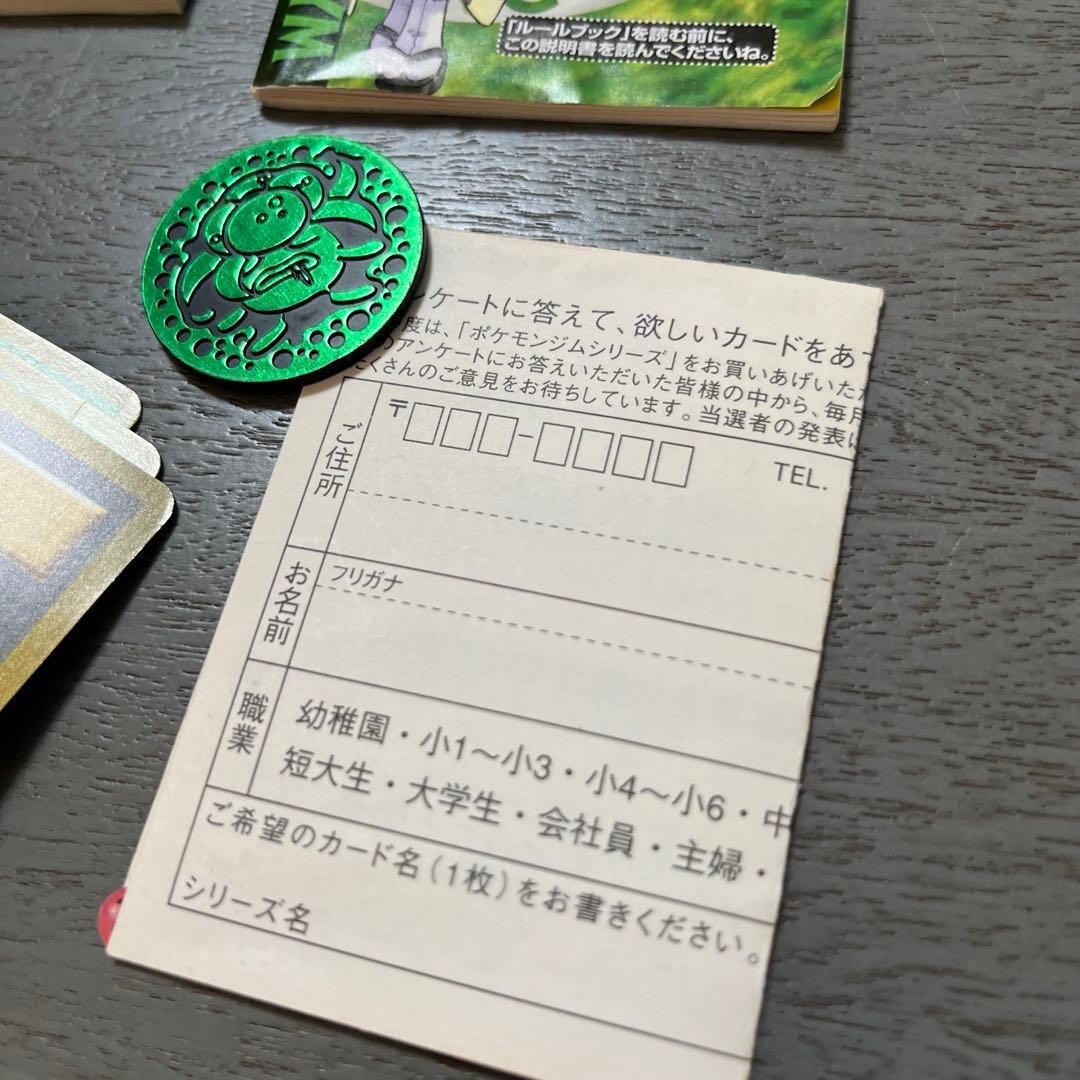 「ルールブック」を読む前に、
この説明書を読んでくださいね。
ンケートに答えて、欲しいカードをあ
度は、「ポケモンジムシリーズ」をお買いあげいた
のアンケートにお答えいただいた皆様の中から、毎月
くさんのご意見をお待ちしています。当選者の発表は
ご住所
〒□□□-□□□□
TEL.
お名前
フリガナ
職業
幼稚園・小1～小3・小4～小6・中
短大生・大学生・会社員・主婦・
ご希望のカード名（1枚）をお書きください。
シリーズ名